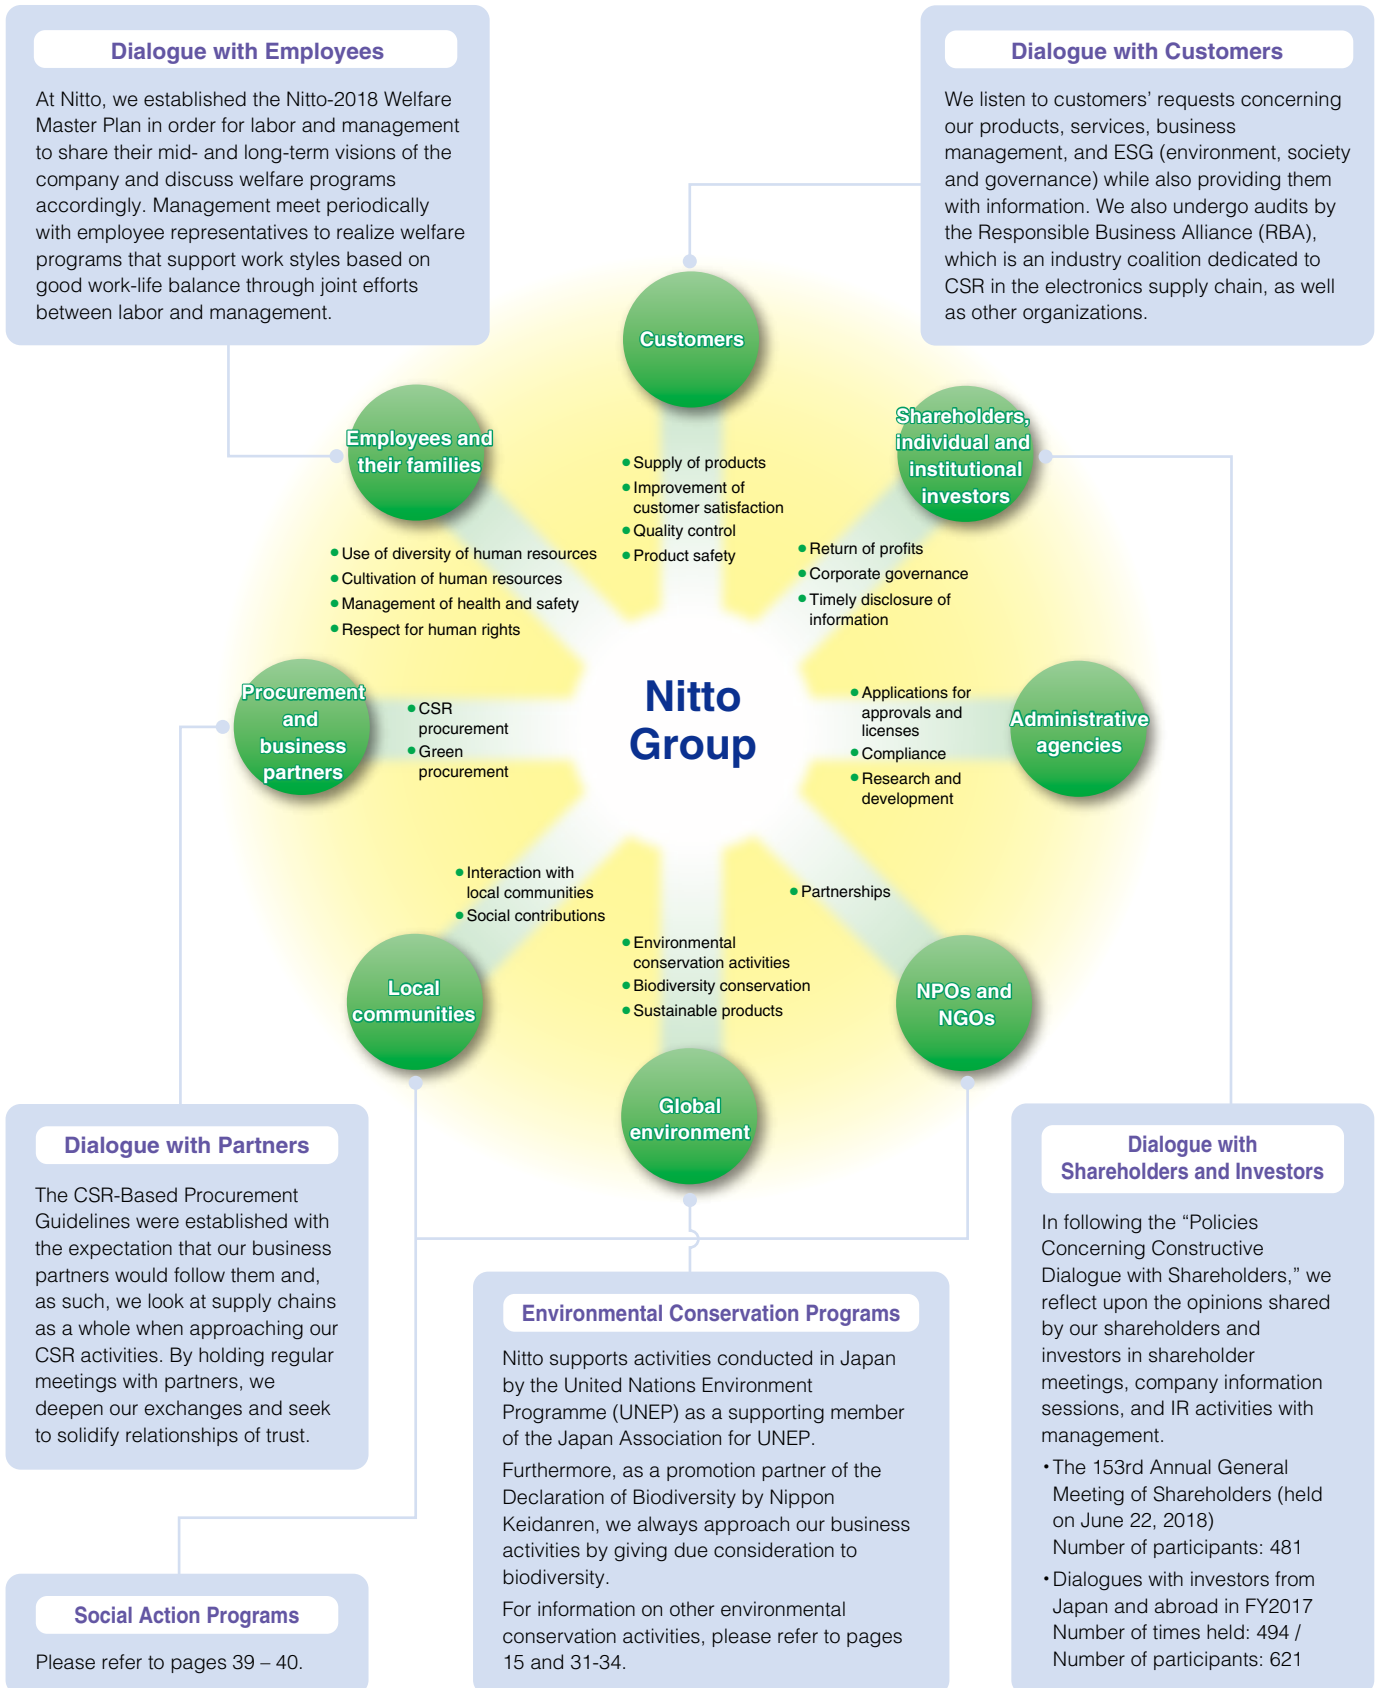 Dialogue with Employees
At Nitto, we established the Nitto-2018 Welfare
Master Plan in order for labor and management
to share their mid- and long-term visions of the
company and discuss welfare programs
accordingly. Management meet periodically
with employee representatives to realize welfare
programs that support work styles based on
good work-life balance through joint efforts
between labor and management.
Dialogue with Customers
We listen to customers’ requests concerning
our products, services, business
management, and ESG (environment, society
and governance) while also providing them
with information. We also undergo audits by
the Responsible Business Alliance (RBA),
which is an industry coalition dedicated to
CSR in the electronics supply chain, as well
as other organizations.
Customers
● Supply of products
● Improvement of
customer satisfaction
● Quality control
● Product safety
Employees and
their families
● Use of diversity of human resources
● Cultivation of human resources
● Management of health and safety
● Respect for human rights
Shareholders,
individual and
institutional
investors
● Return of profits
● Corporate governance
● Timely disclosure of
information
Procurement
and
business
partners
● CSR
procurement
● Green
procurement
Nitto
Group
● Applications for
approvals and
licenses
● Compliance
● Research and
development
Administrative
agencies
● Interaction with
local communities
● Social contributions
Local
communities
● Environmental
conservation activities
● Biodiversity conservation
● Sustainable products
Global
environment
● Partnerships
NPOs and
NGOs
Dialogue with Partners
The CSR-Based Procurement
Guidelines were established with
the expectation that our business
partners would follow them and,
as such, we look at supply chains
as a whole when approaching our
CSR activities. By holding regular
meetings with partners, we
deepen our exchanges and seek
to solidify relationships of trust.
Social Action Programs
Please refer to pages 39 – 40.
Environmental Conservation Programs
Nitto supports activities conducted in Japan
by the United Nations Environment
Programme (UNEP) as a supporting member
of the Japan Association for UNEP.
Furthermore, as a promotion partner of the
Declaration of Biodiversity by Nippon
Keidanren, we always approach our business
activities by giving due consideration to
biodiversity.
For information on other environmental
conservation activities, please refer to pages
15 and 31-34.
Dialogue with
Shareholders and Investors
In following the “Policies
Concerning Constructive
Dialogue with Shareholders,” we
reflect upon the opinions shared
by our shareholders and
investors in shareholder
meetings, company information
sessions, and IR activities with
management.
・The 153rd Annual General
Meeting of Shareholders (held
on June 22, 2018)
Number of participants: 481
・Dialogues with investors from
Japan and abroad in FY2017
Number of times held: 494 /
Number of participants: 621